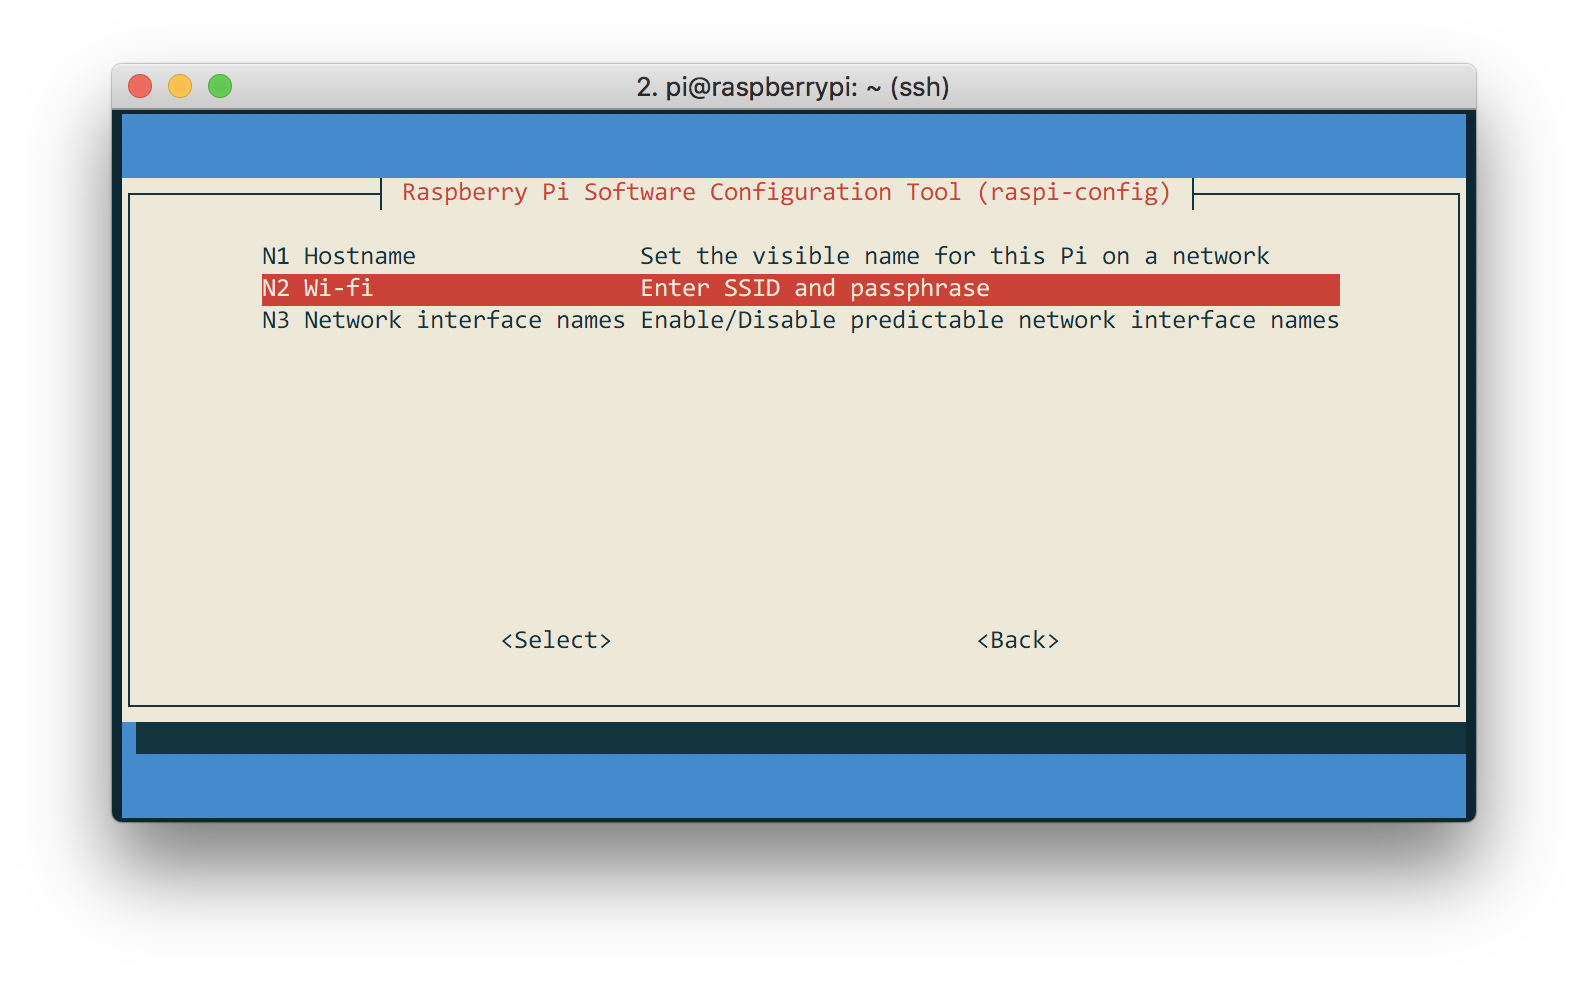 2. pi@raspberrypi: ~ (ssh)
Raspberry Pi Software Configuration Tool (raspi-config)
N1 Hostname Set the visible name for this Pi on a network
N2 Wi-fi Enter SSID and passphrase
N3 Network interface names Enable/Disable predictable network interface names
<Select> <Back>